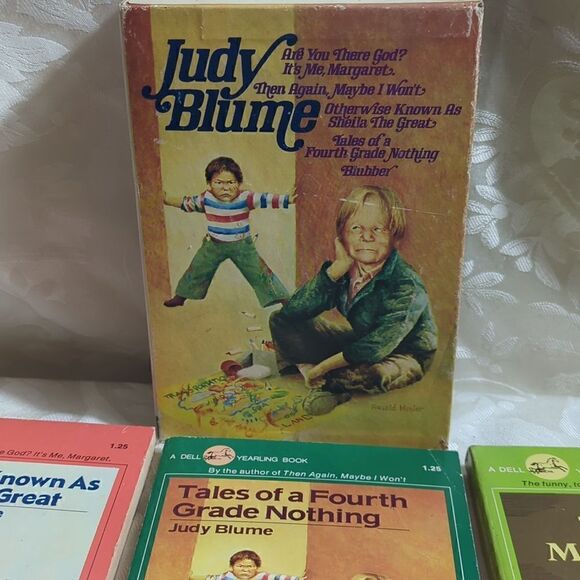 Judy
Blume
Are You There God?
It's Me, Margaret.
Then Again, Maybe I Won't
Otherwise Known As
Sheila The Great
Tales of a
Fourth Grade Nothing
Blubber
God? It's Me, Margaret.
1.25
Known As
Great
A DELL YEARLING BOOK
By the author of Then Again, Maybe I Won't
1.25
Tales of a Fourth
Grade Nothing
Judy Blume
A DELL
The funny,
M